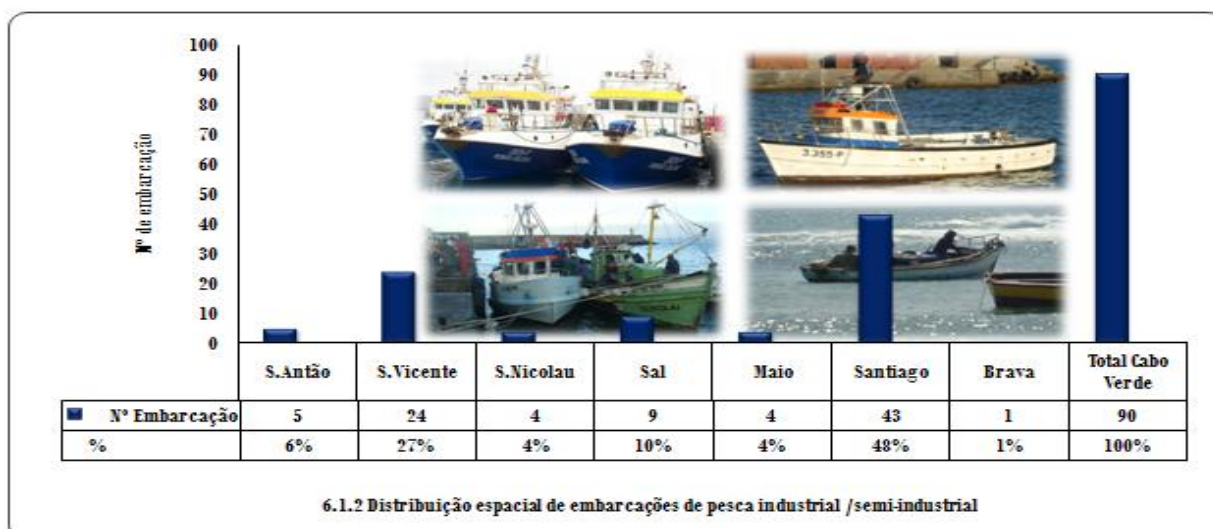 100
90
80
70
60
50
40
30
20
10
0
Nº de embarcação
3.355-P
S.Antão S.Vicente S.Nicolau Sal Maio Santiago Brava Total Cabo Verde
Nº Embarcação 5 24 4 9 4 43 1 90
% 6% 27% 4% 10% 4% 48% 1% 100%
6.1.2 Distribuição espacial de embarcações de pesca industrial /semi-industrial